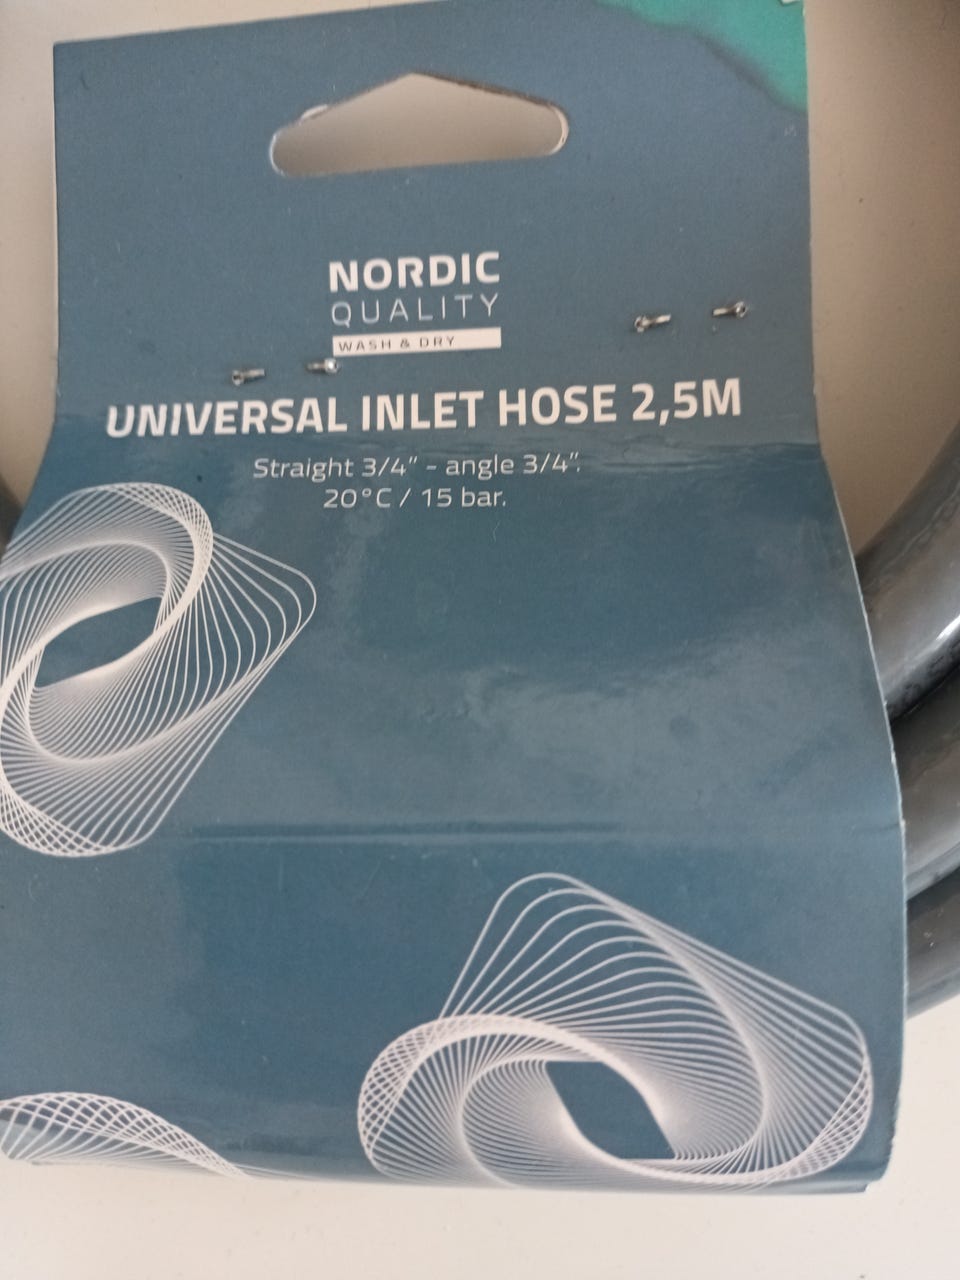 NORDIC
QUALITY
WASH & DRY
UNIVERSAL INLET HOSE 2,5M
Straight 3/4" - angle 3/4".
20°C / 15 bar.